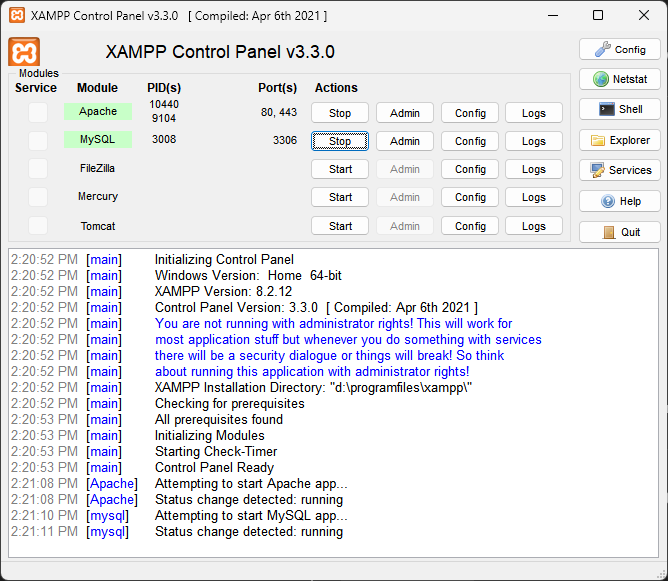 XAMPP Control Panel v3.3.0 [ Compiled: Apr 6th 2021 ]
XAMPP Control Panel v3.3.0
Config
Modules
Service Module PID(s) Port(s) Actions
Netstat
Apache 10440 9104 80, 443 Stop Admin Config Logs
Shell
MySQL 3008 3306 Stop Admin Config Logs
Explorer
FileZilla Start Admin Config Logs
Services
Mercury Start Admin Config Logs
Help
Tomcat Start Admin Config Logs
Quit
2:20:52 PM [main] Initializing Control Panel
2:20:52 PM [main] Windows Version: Home 64-bit
2:20:52 PM [main] XAMPP Version: 8.2.12
2:20:52 PM [main] Control Panel Version: 3.3.0 [ Compiled: Apr 6th 2021 ]
2:20:52 PM [main] You are not running with administrator rights! This will work for
2:20:52 PM [main] most application stuff but whenever you do something with services
2:20:52 PM [main] there will be a security dialogue or things will break! So think
2:20:52 PM [main] about running this application with administrator rights!
2:20:52 PM [main] XAMPP Installation Directory: "d:\programfiles\xampp\"
2:20:52 PM [main] Checking for prerequisites
2:20:53 PM [main] All prerequisites found
2:20:53 PM [main] Initializing Modules
2:20:53 PM [main] Starting Check-Timer
2:20:53 PM [main] Control Panel Ready
2:21:08 PM [Apache] Attempting to start Apache app...
2:21:08 PM [Apache] Status change detected: running
2:21:10 PM [mysql] Attempting to start MySQL app...
2:21:11 PM [mysql] Status change detected: running